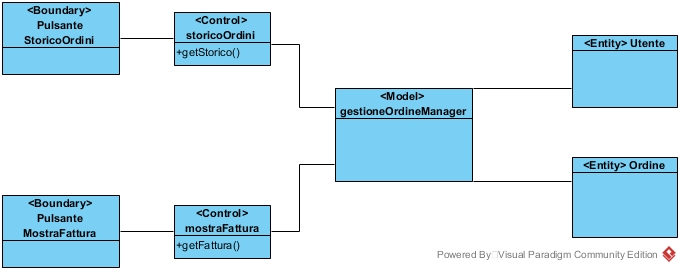 <Boundary>
Pulsante
StoricoOrdini
<Control>
storicoOrdini
+getStorico()
<Model>
gestioneOrdineManager
<Entity> Utente
<Entity> Ordine
<Boundary>
Pulsante
MostraFattura
<Control>
mostraFattura
+getFattura()
Powered By Visual Paradigm Community Edition